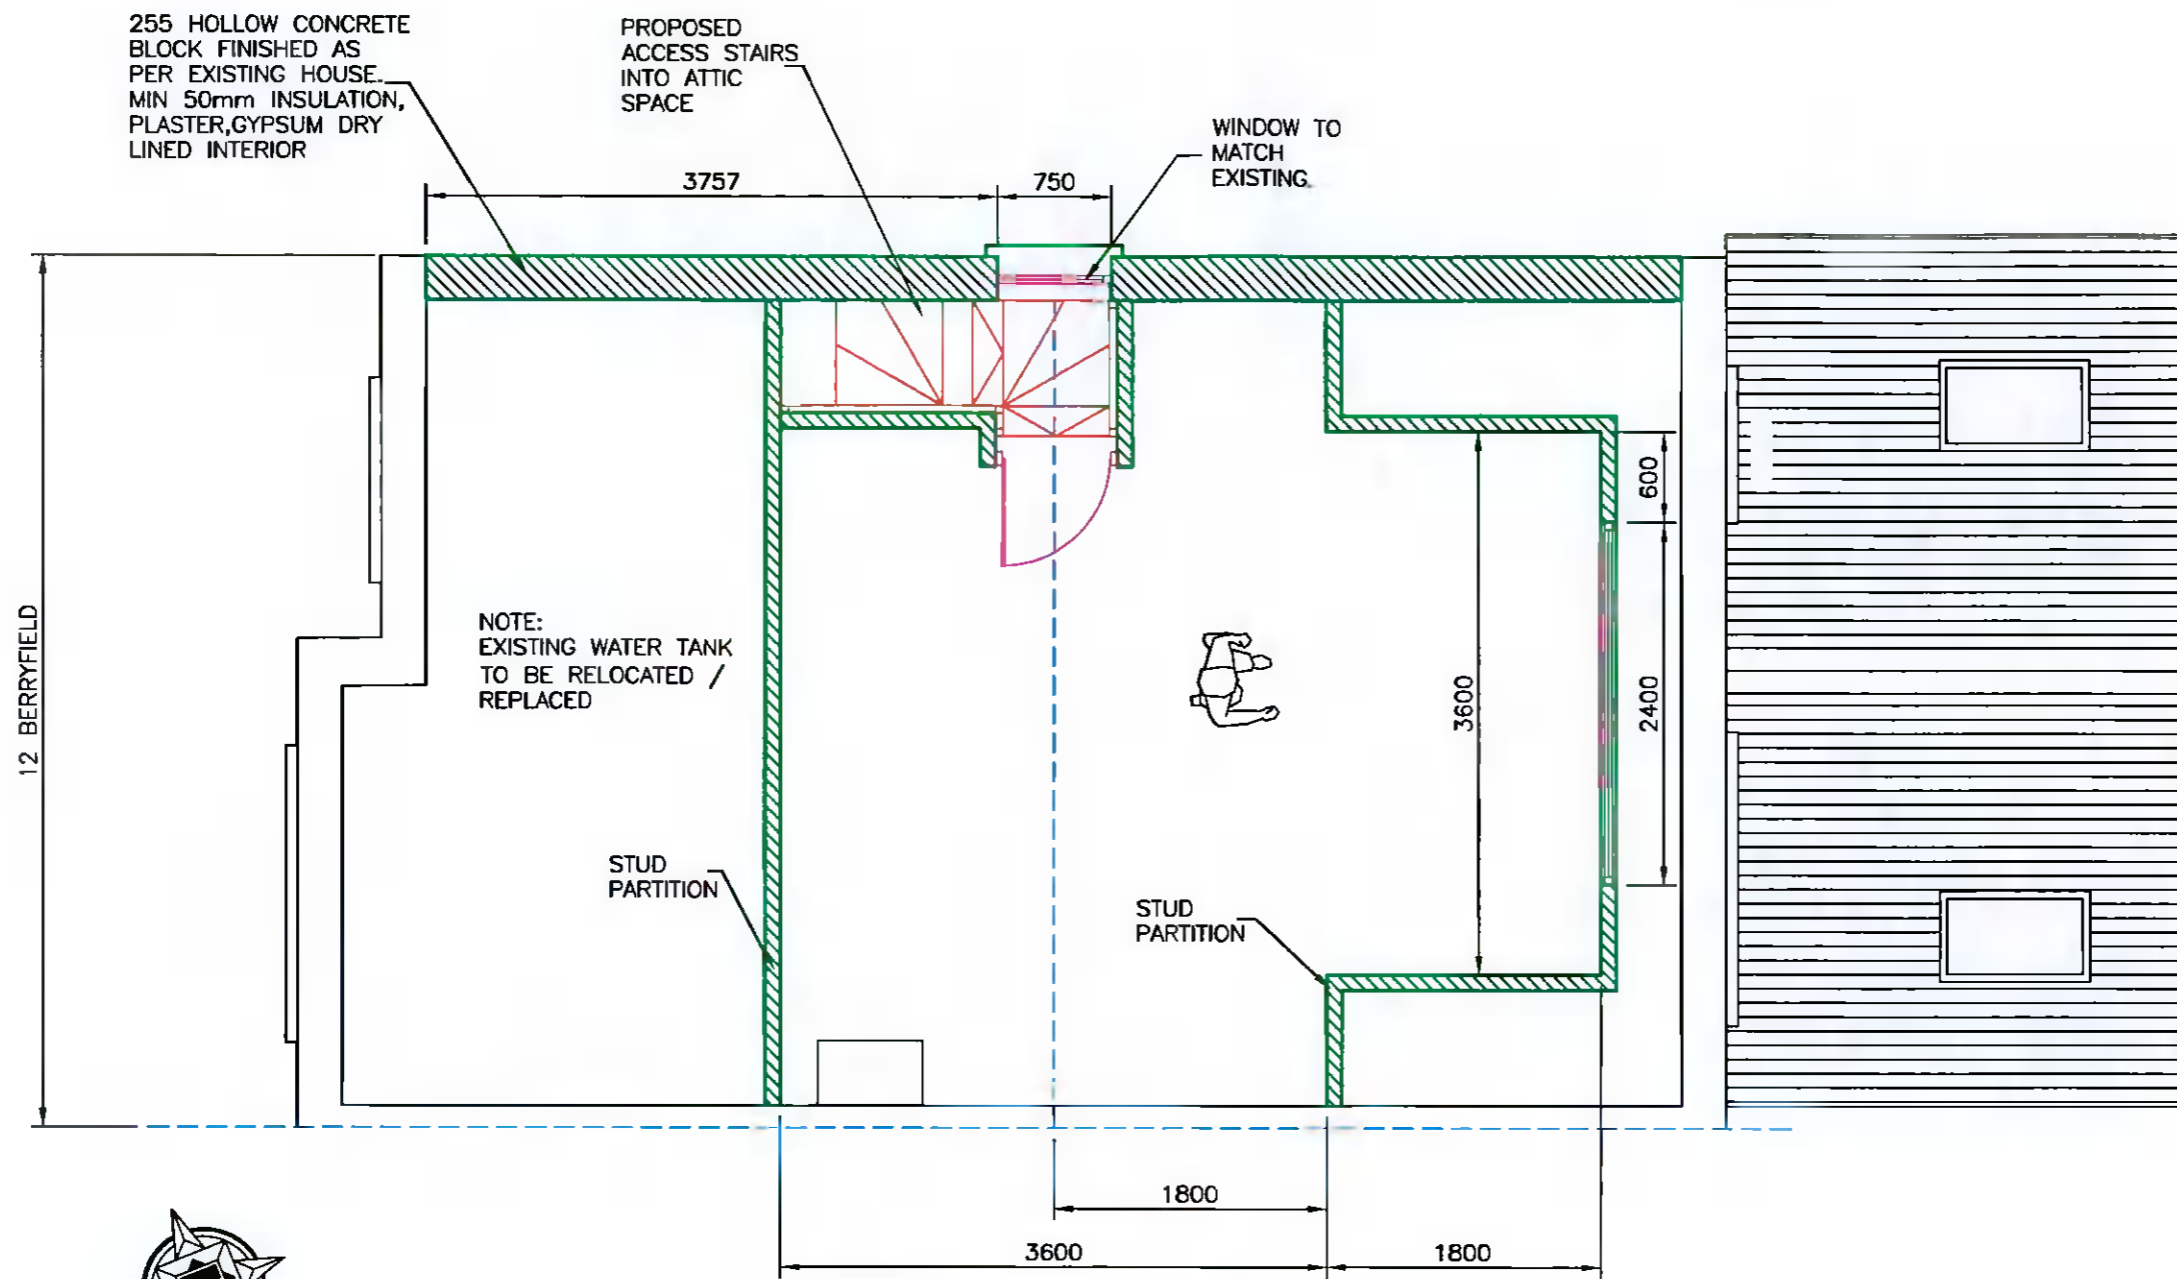 255 HOLLOW CONCRETE
BLOCK FINISHED AS
PER EXISTING HOUSE.
MIN 50mm INSULATION,
PLASTER,GYPSUM DRY
LINED INTERIOR
PROPOSED
ACCESS STAIRS
INTO ATTIC
SPACE
WINDOW TO
MATCH
EXISTING.
3757
750
12 BERRYFIELD
NOTE:
EXISTING WATER TANK
TO BE RELOCATED /
REPLACED
600
3600
2400
STUD
PARTITION
STUD
PARTITION
1800
3600
1800